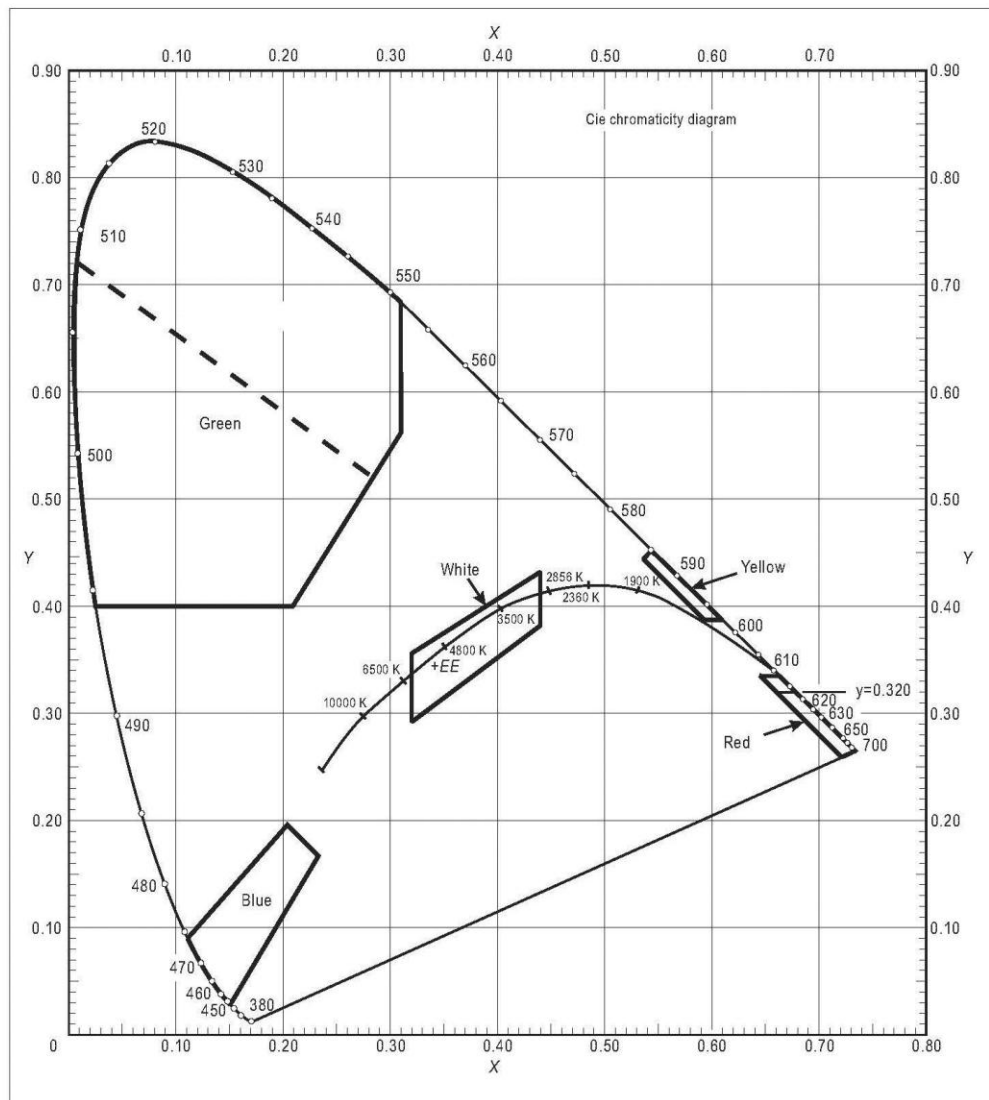 X
0.10 0.20 0.30 0.40 0.50 0.60 0.70
0.90 0.90
Cie chromaticity diagram
520
530
0.80 0.80
540
510
550
0.70 0.70
560
0.60 0.60
Green
570
500
580
0.50 0.50
Y Y
White 2856 K 590 Yellow
2360 K 1900 K
0.40 0.40
3500 K 600
4800 K
6500 K +EE 610
10000 K 620 y=0.320
0.30 0.30
490 630
650
Red 700
0.20 0.20
480
Blue
0.10 0.10
470
460
450 380
0 0.10 0.20 0.30 0.40 0.50 0.60 0.70 0.80
X